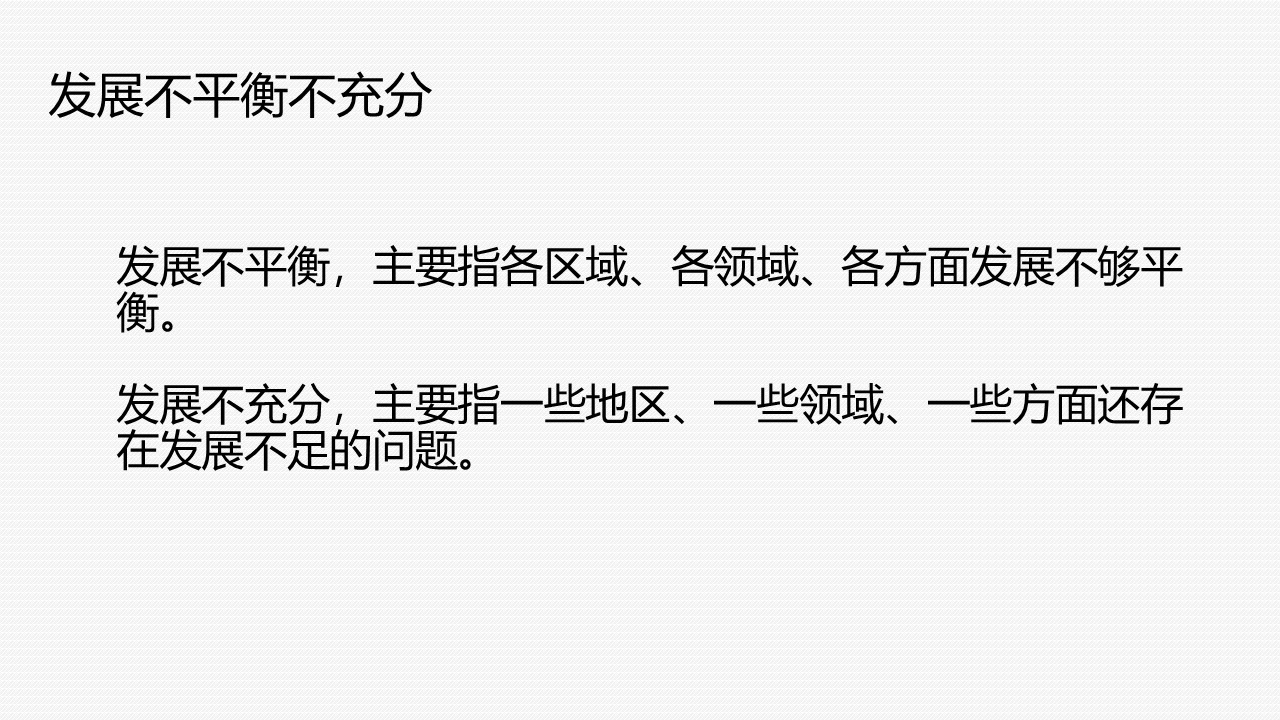 发展不平衡不充分
发展不平衡，主要指各区域、各领域、各方面发展不够平
衡。
发展不充分，主要指一些地区、一些领域、一些方面还存
在发展不足的问题。